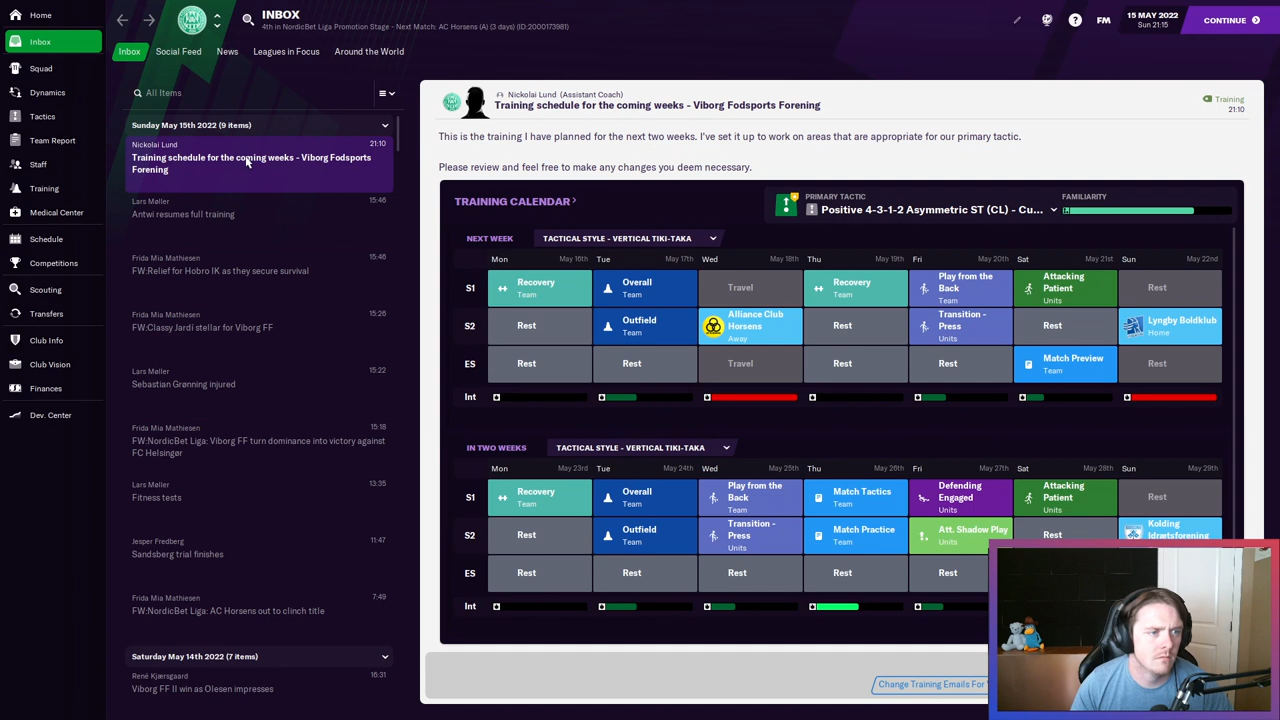 Home
INBOX
4th in NordicBet Liga Promotion Stage - Next Match: AC Horsens (A) (3 days) (ID:2000173981)
FM
15 MAY 2022
Sun 21:15
CONTINUE
Inbox
Squad
Dynamics
Tactics
Team Report
Staff
Training
Medical Center
Schedule
Competitions
Scouting
Transfers
Club Info
Club Vision
Finances
Dev. Center
Inbox
Social Feed
News
Leagues in Focus
Around the World
All Items
Sunday May 15th 2022 (9 items)
Nickolai Lund 21:10
Training schedule for the coming weeks - Viborg Fodsports
Forening
Lars Møller 15:46
Antwi resumes full training
Frida Mia Mathiesen 15:46
FW:Relief for Hobro IK as they secure survival
Frida Mia Mathiesen 15:26
FW:Classy Jardí stellar for Viborg FF
Lars Møller 15:22
Sebastian Grønning injured
Frida Mia Mathiesen 15:18
FW:NordicBet Liga: Viborg FF turn dominance into victory against
FC Helsingør
Lars Møller 13:35
Fitness tests
Jesper Fredberg 11:47
Sandsberg trial finishes
Frida Mia Mathiesen 7:49
FW:NordicBet Liga: AC Horsens out to clinch title
Saturday May 14th 2022 (7 items)
René Kjærsgaard 16:31
Viborg FF II win as Olesen impresses
Nickolai Lund (Assistant Coach)
Training schedule for the coming weeks - Viborg Fodsports Forening
Training
21:10
This is the training I have planned for the next two weeks. I've set it up to work on areas that are appropriate for our primary tactic.
Please review and feel free to make any changes you deem necessary.
TRAINING CALENDAR
PRIMARY TACTIC
Positive 4-3-1-2 Asymmetric ST (CL) - Cu...
FAMILIARITY
NEXT WEEK
TACTICAL STYLE - VERTICAL TIKI-TAKA
Mon May 16th Tue May 17th Wed May 18th Thu May 19th Fri May 20th Sat May 21st Sun May 22nd
S1
Recovery
Team
Overall
Team
Travel
Recovery
Team
Play from the
Back
Team
Attacking
Patient
Units
Rest
S2
Rest
Outfield
Team
Alliance Club
Horsens
Away
Rest
Transition -
Press
Units
Rest
Lyngby Boldklub
Home
ES
Rest
Rest
Travel
Rest
Rest
Match Preview
Team
Rest
Int
IN TWO WEEKS
TACTICAL STYLE - VERTICAL TIKI-TAKA
Mon May 23rd Tue May 24th Wed May 25th Thu May 26th Fri May 27th Sat May 28th Sun May 29th
S1
Recovery
Team
Overall
Team
Play from the
Back
Team
Match Tactics
Team
Defending
Engaged
Units
Attacking
Patient
Units
Rest
S2
Rest
Outfield
Team
Transition -
Press
Units
Match Practice
Team
Att. Shadow Play
Units
Rest
Kolding
Idrætsforening
ES
Rest
Rest
Rest
Rest
Rest
Int
Change Training Emails For